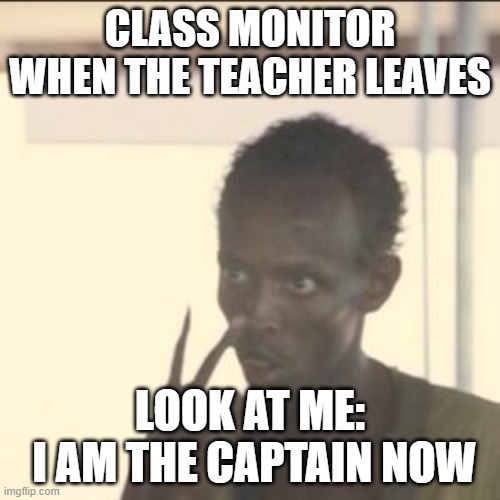 CLASS MONITOR
WHEN THE TEACHER LEAVES
LOOK AT ME:
I AM THE CAPTAIN NOW
imgflip.com